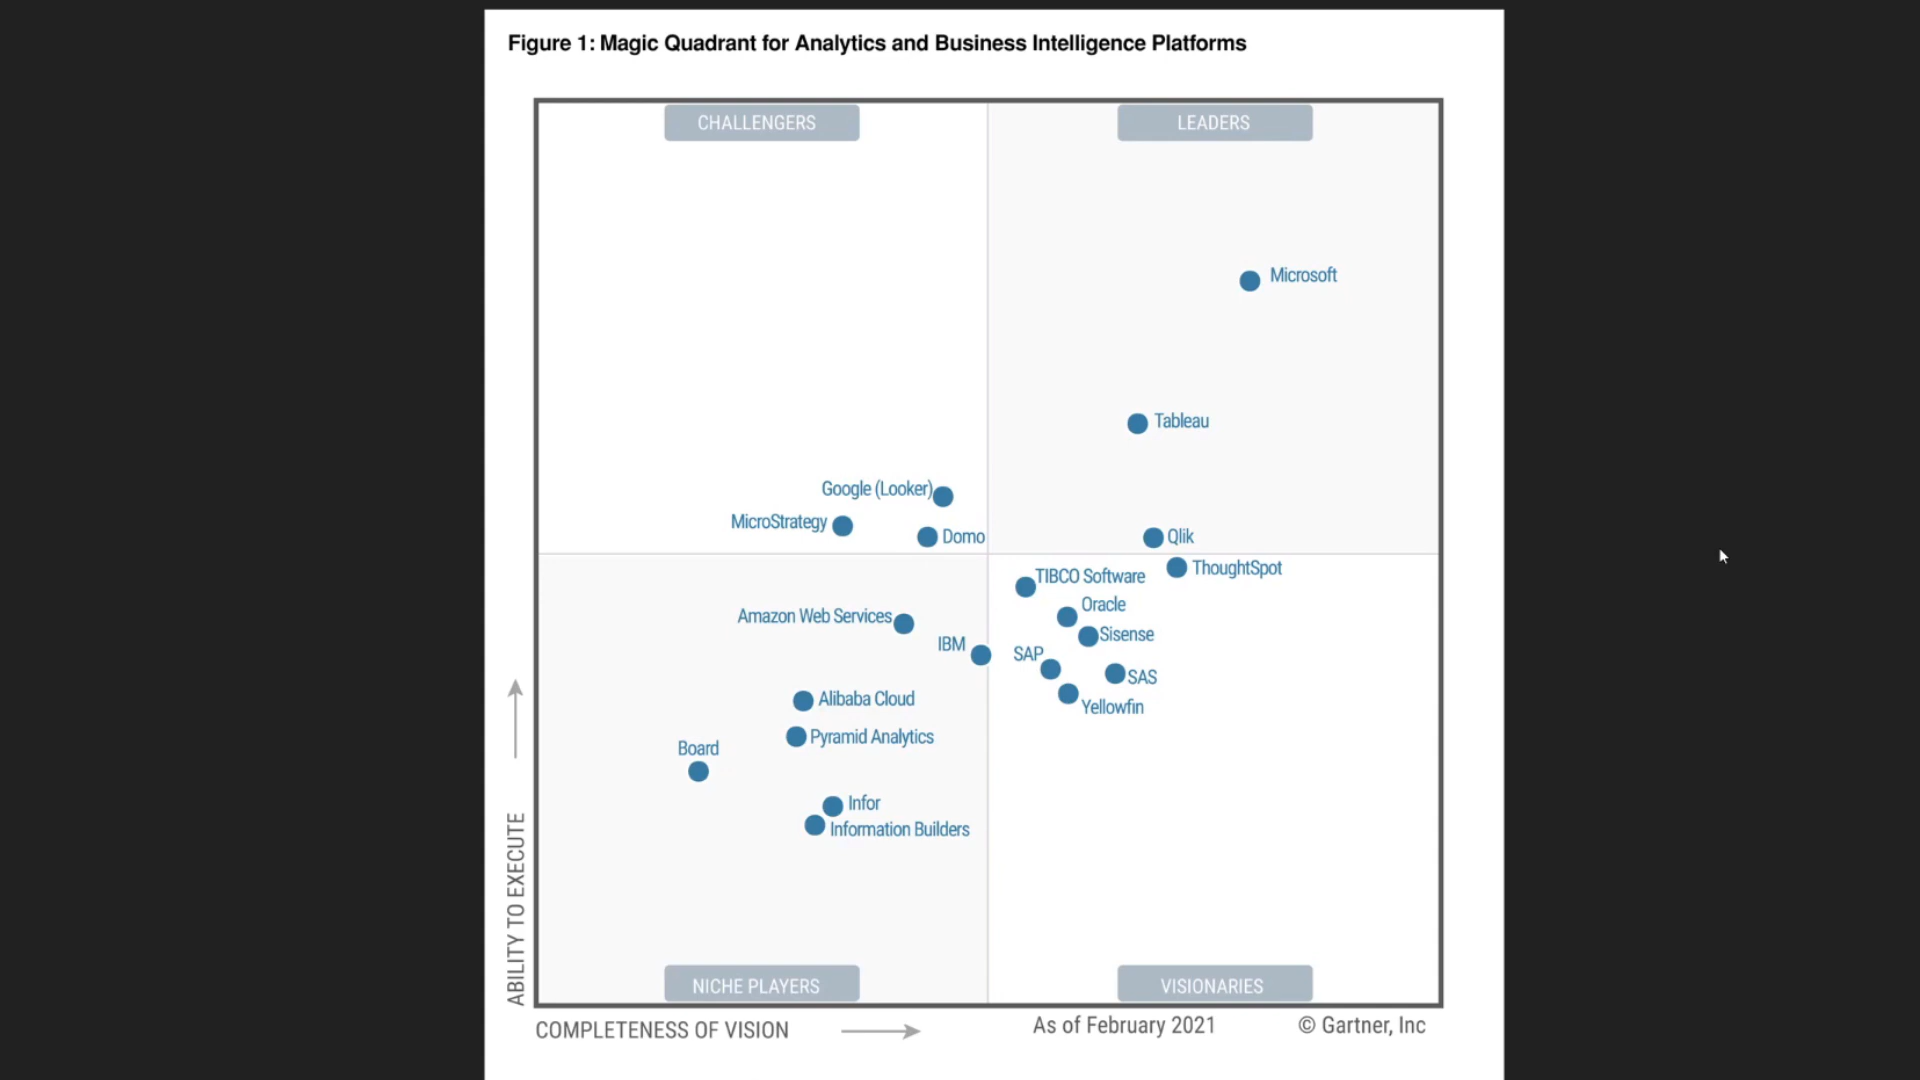 Figure 1: Magic Quadrant for Analytics and Business Intelligence Platforms
CHALLENGERS
LEADERS
Microsoft
Tableau
Google (Looker)
MicroStrategy
Domo
Qlik
ThoughtSpot
TIBCO Software
Oracle
Amazon Web Services
Sisense
IBM
SAP
SAS
Alibaba Cloud
Yellowfin
Pyramid Analytics
Board
Infor
Information Builders
ABILITY TO EXECUTE
NICHE PLAYERS
VISIONARIES
COMPLETENESS OF VISION
As of February 2021
© Gartner, Inc